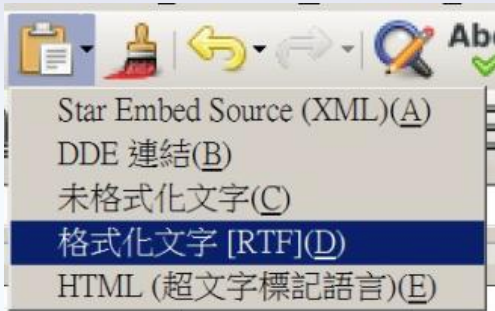 Abc
Star Embed Source (XML)(A)
DDE 連結(B)
未格式化文字(C)
格式化文字 [RTF](D)
HTML (超文字標記語言)(E)